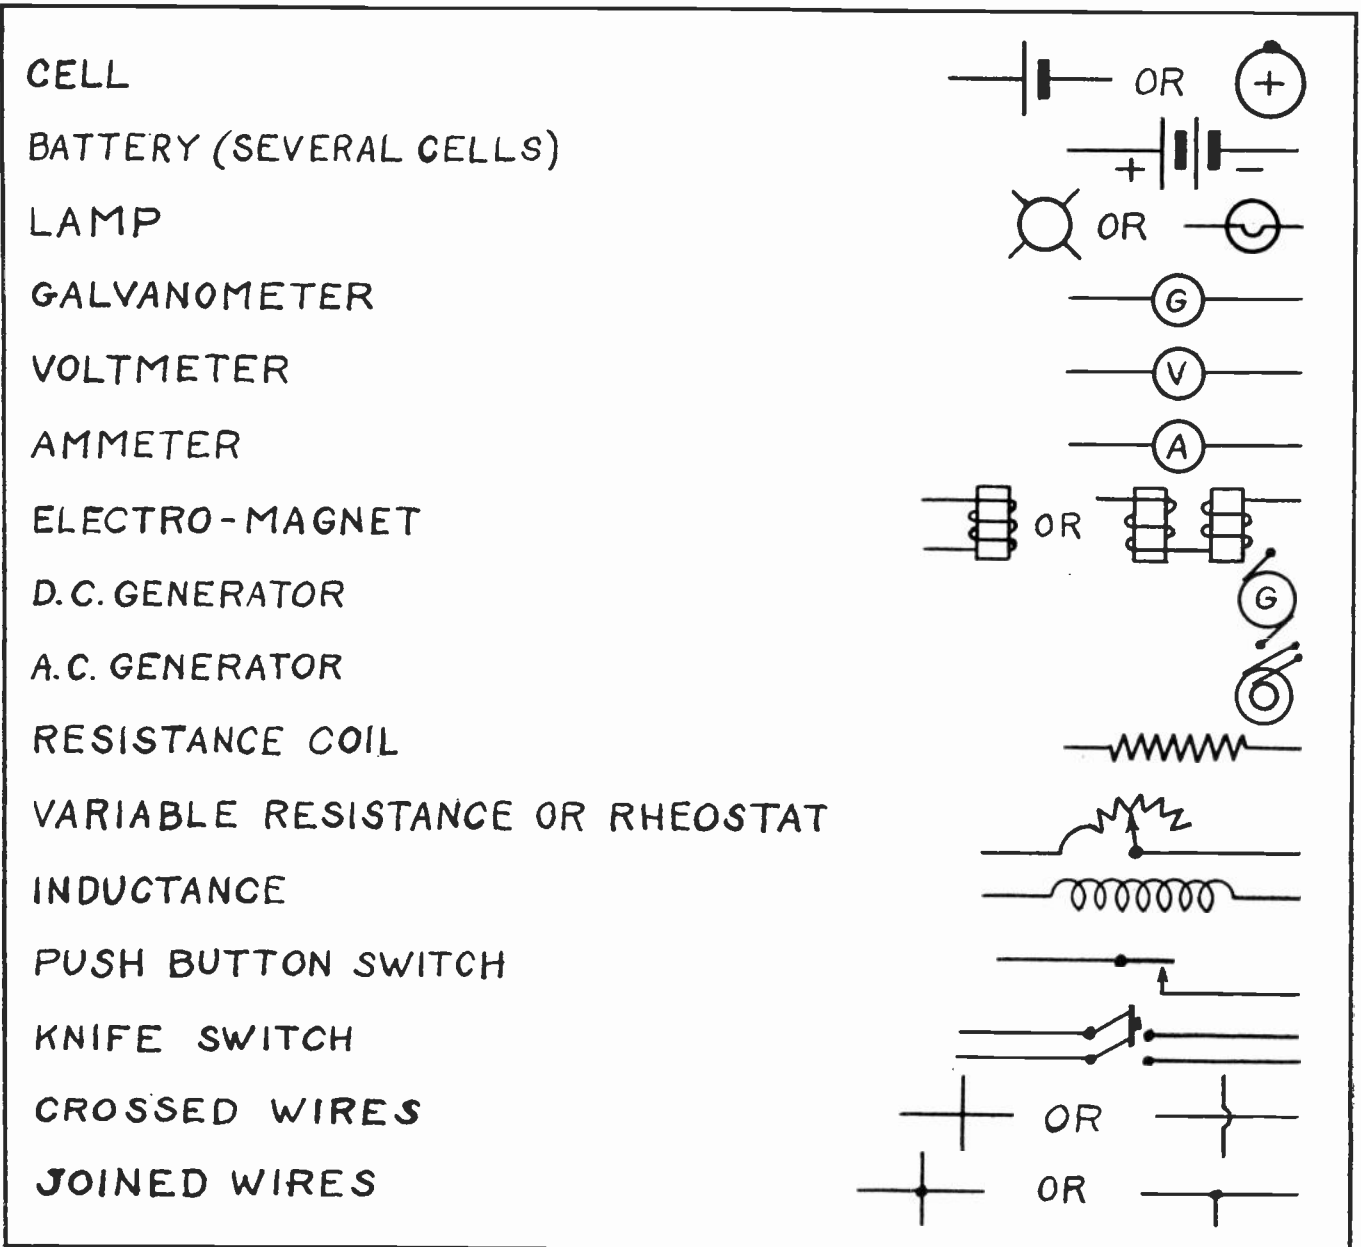 CELL OR +
BATTERY (SEVERAL CELLS) + −
LAMP OR
GALVANOMETER G
VOLTMETER V
AMMETER A
ELECTRO-MAGNET OR
D.C. GENERATOR G
A.C. GENERATOR
RESISTANCE COIL
VARIABLE RESISTANCE OR RHEOSTAT
INDUCTANCE
PUSH BUTTON SWITCH
KNIFE SWITCH
CROSSED WIRES OR
JOINED WIRES OR